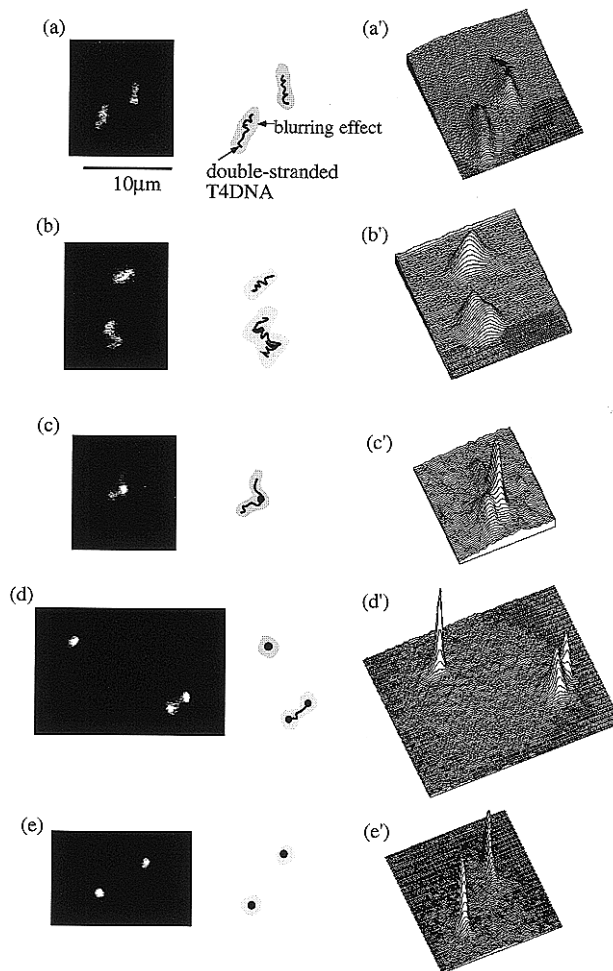 (a)
(a')
blurring effect
double-stranded
T4DNA
10μm
(b)
(b')
(c)
(c')
(d)
(d')
(e)
(e')